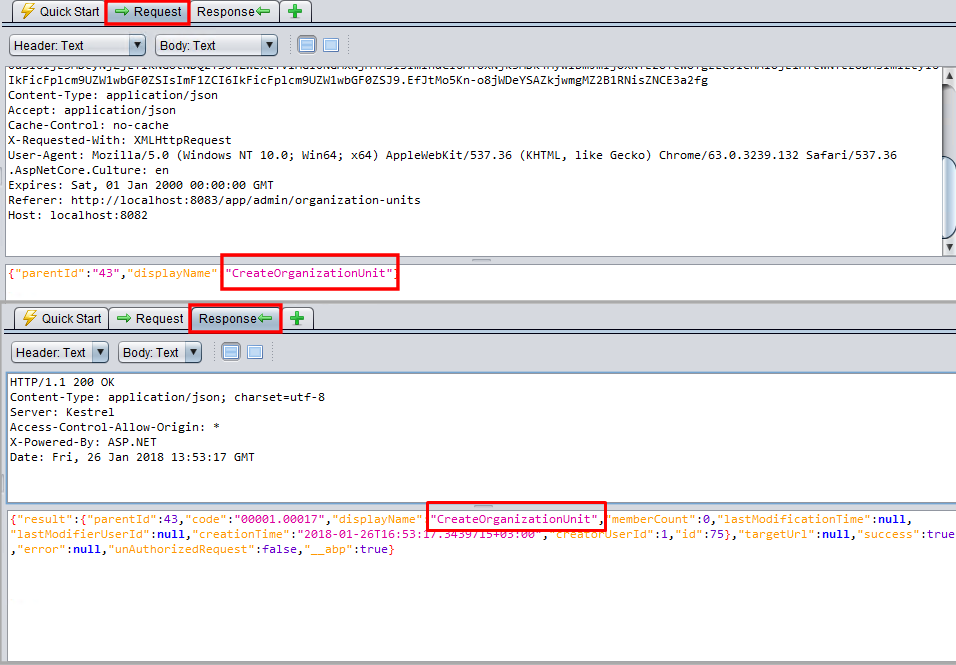 Quick Start Request Response
Header: Text Body: Text
IkFicFplcm9UZW1wbGF0ZSIsImF1ZCI6IkFicFplcm9UZW1wbGF0ZSJ9.EfJtMo5Kn-o8jWDeYSAZkjwmgMZ2B1RNisZNCE3a2fg
Content-Type: application/json
Accept: application/json
Cache-Control: no-cache
X-Requested-With: XMLHttpRequest
User-Agent: Mozilla/5.0 (Windows NT 10.0; Win64; x64) AppleWebKit/537.36 (KHTML, like Gecko) Chrome/63.0.3239.132 Safari/537.36
.AspNetCore.Culture: en
Expires: Sat, 01 Jan 2000 00:00:00 GMT
Referer: http://localhost:8083/app/admin/organization-units
Host: localhost:8082
{"parentId":"43","displayName":"CreateOrganizationUnit"}
Quick Start Request Response
Header: Text Body: Text
HTTP/1.1 200 OK
Content-Type: application/json; charset=utf-8
Server: Kestrel
Access-Control-Allow-Origin: *
X-Powered-By: ASP.NET
Date: Fri, 26 Jan 2018 13:53:17 GMT
{"result":{"parentId":43,"code":"00001.00017","displayName":"CreateOrganizationUnit","memberCount":0,"lastModificationTime":null,
"lastModifierUserId":null,"creationTime":"2018-01-26T16:53:17.3439715+03:00","creatorUserId":1,"id":75},"targetUrl":null,"success":true
,"error":null,"unAuthorizedRequest":false,"__abp":true}